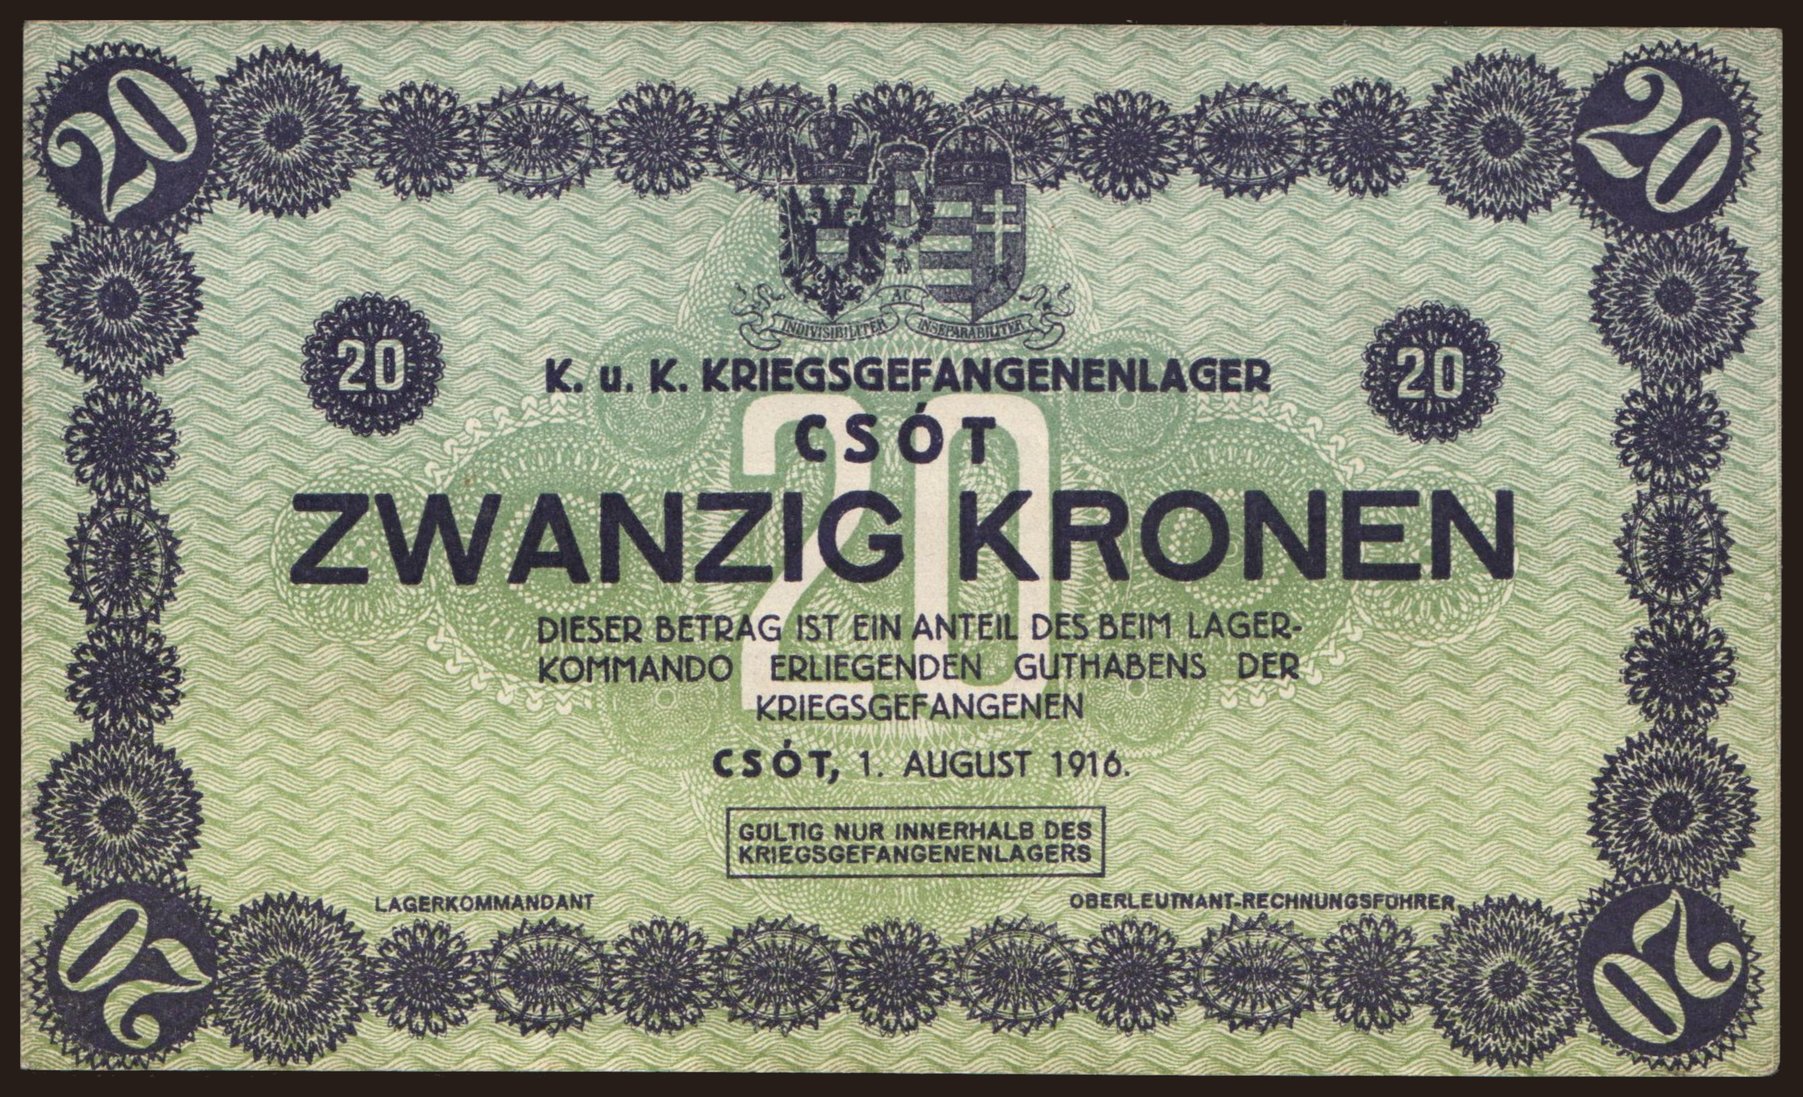 20 20
INDIVISIBILITER AC INSEPARABILITER
20 20
K. u. K. KRIEGSGEFANGENENLAGER
CSÓT
20
ZWANZIG KRONEN
DIESER BETRAG IST EIN ANTEIL DES BEIM LAGER-
KOMMANDO ERLIEGENDEN GUTHABENS DER
KRIEGSGEFANGENEN
CSÓT, 1. AUGUST 1916.
GÜLTIG NUR INNERHALB DES
KRIEGSGEFANGENENLAGERS
LAGERKOMMANDANT OBERLEUTNANT-RECHNUNGSFÜHRER
20 20